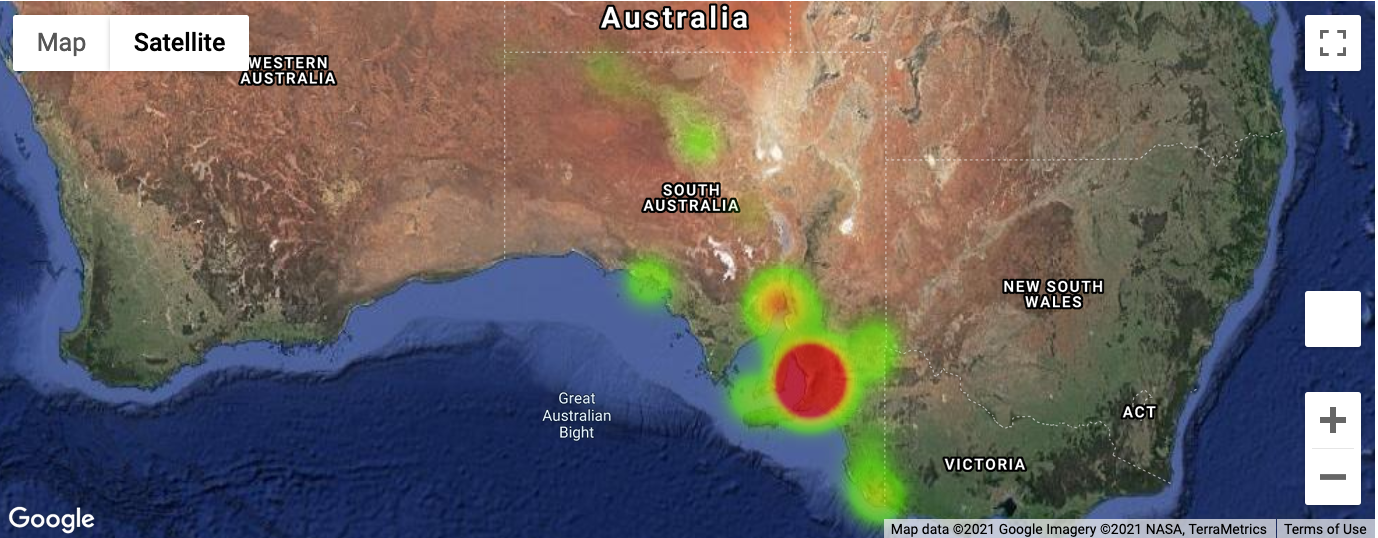 Australia
Map
Satellite
WESTERN
AUSTRALIA
SOUTH
AUSTRALIA
NEW SOUTH
WALES
Great
Australian
Bight
ACT
VICTORIA
Google
Map data ©2021 Google Imagery ©2021 NASA, TerraMetrics
Terms of Use